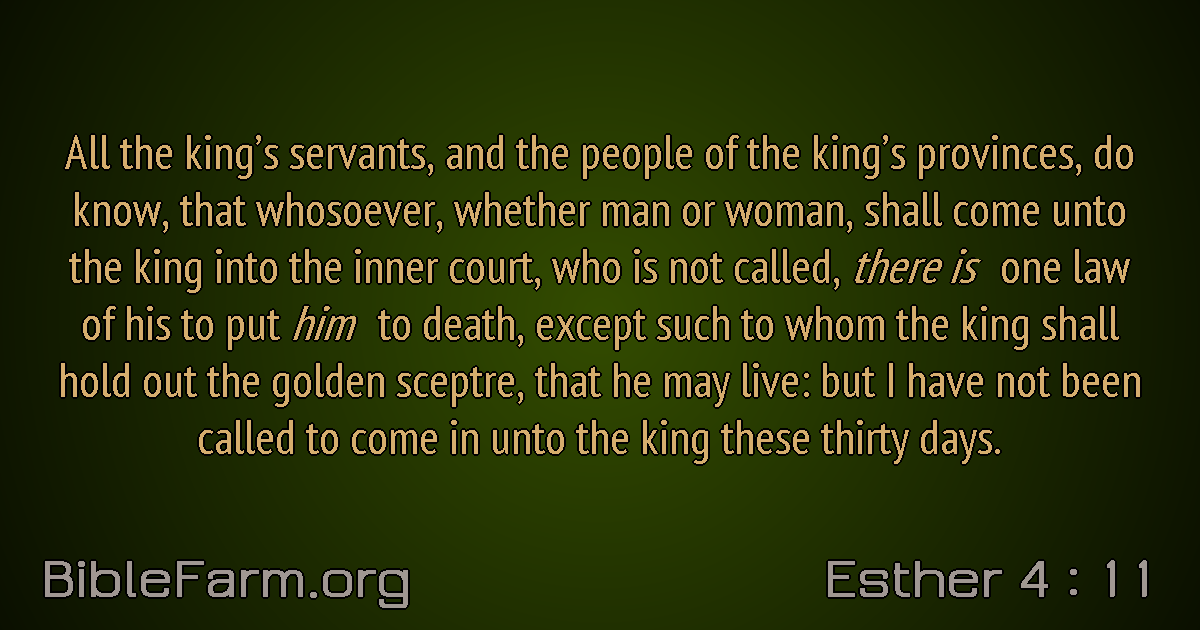 All the king’s servants, and the people of the king’s provinces, do
know, that whosoever, whether man or woman, shall come unto
the king into the inner court, who is not called, there is one law
of his to put him to death, except such to whom the king shall
hold out the golden sceptre, that he may live: but I have not been
called to come in unto the king these thirty days.
BibleFarm.org
Esther 4 : 11